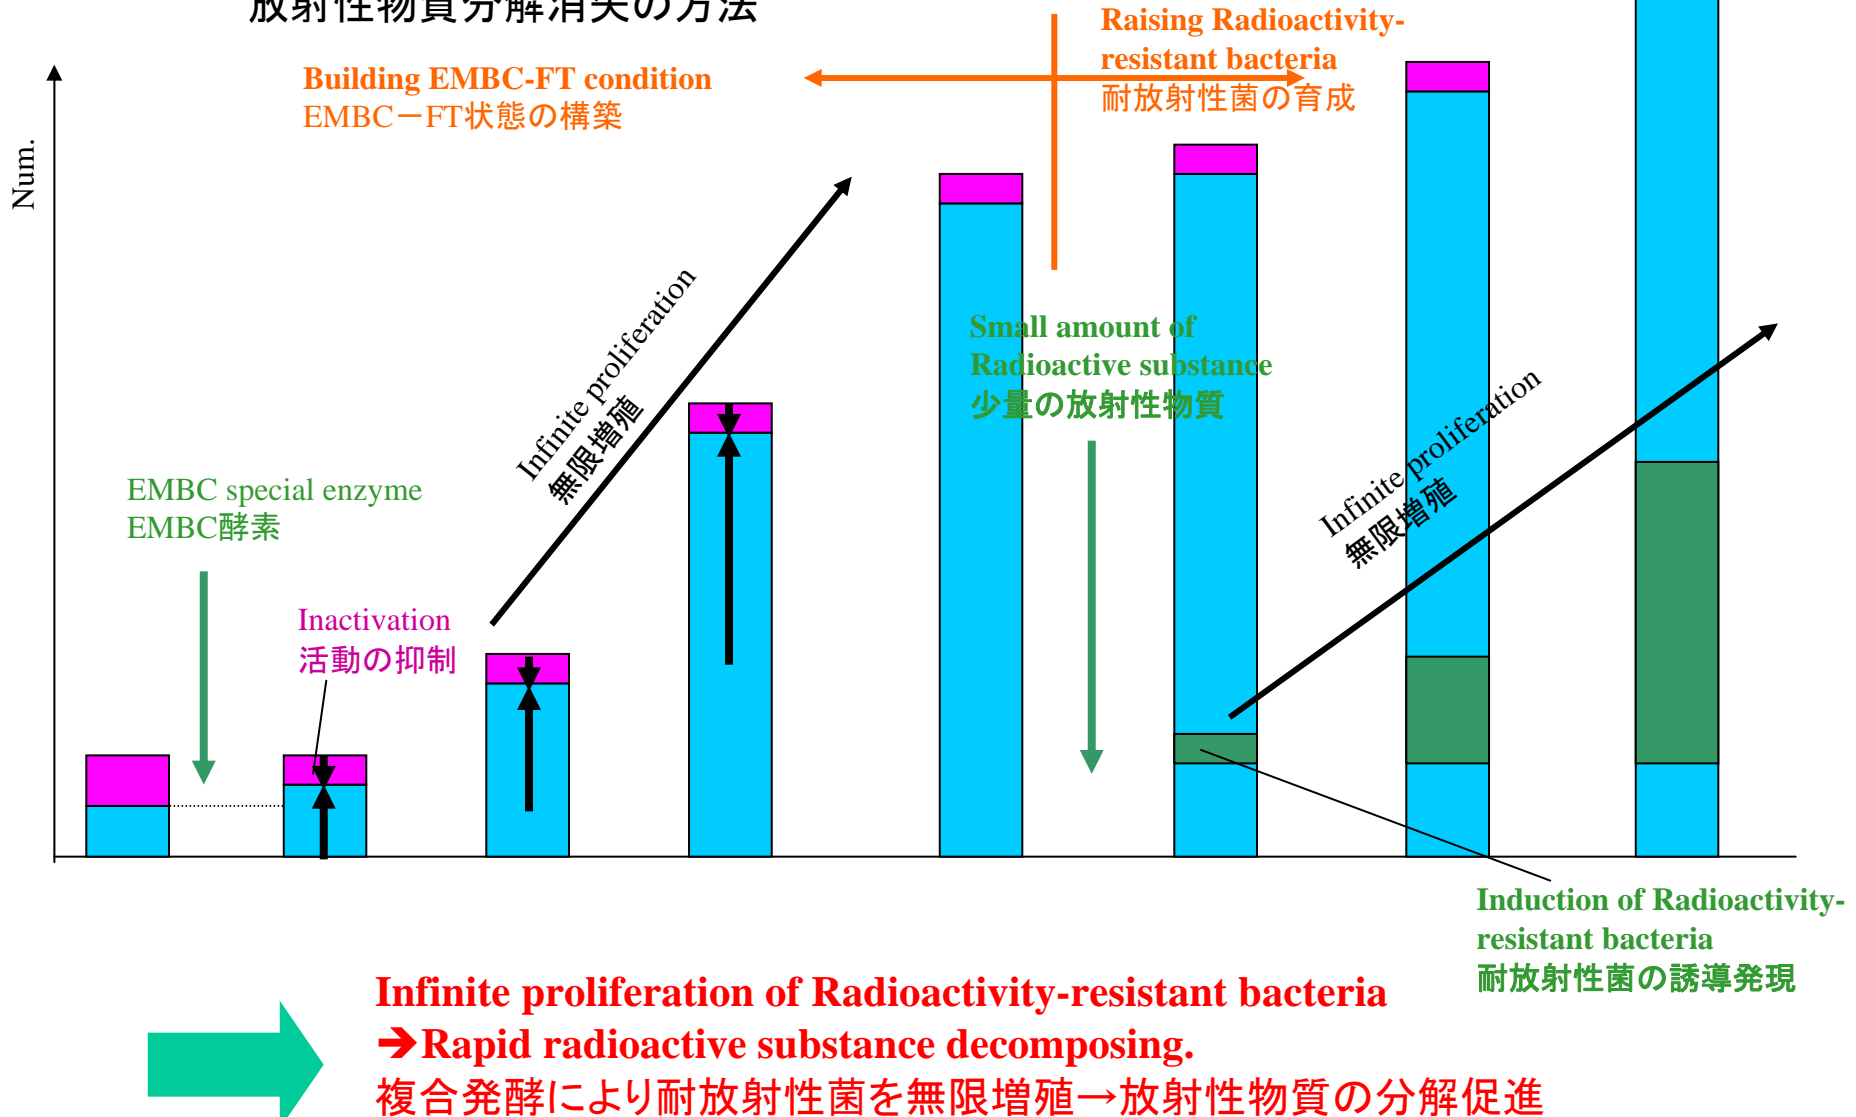 放射性物質分解消失の方法
Raising Radioactivity-
resistant bacteria
耐放射性菌の育成
Building EMBC-FT condition
EMBC－FT状態の構築
Num.
Infinite proliferation
無限増殖
Small amount of
Radioactive substance
少量の放射性物質
Infinite proliferation
無限増殖
EMBC special enzyme
EMBC酵素
Inactivation
活動の抑制
Induction of Radioactivity-
resistant bacteria
耐放射性菌の誘導発現
Infinite proliferation of Radioactivity-resistant bacteria
➔Rapid radioactive substance decomposing.
複合発酵により耐放射性菌を無限増殖→放射性物質の分解促進